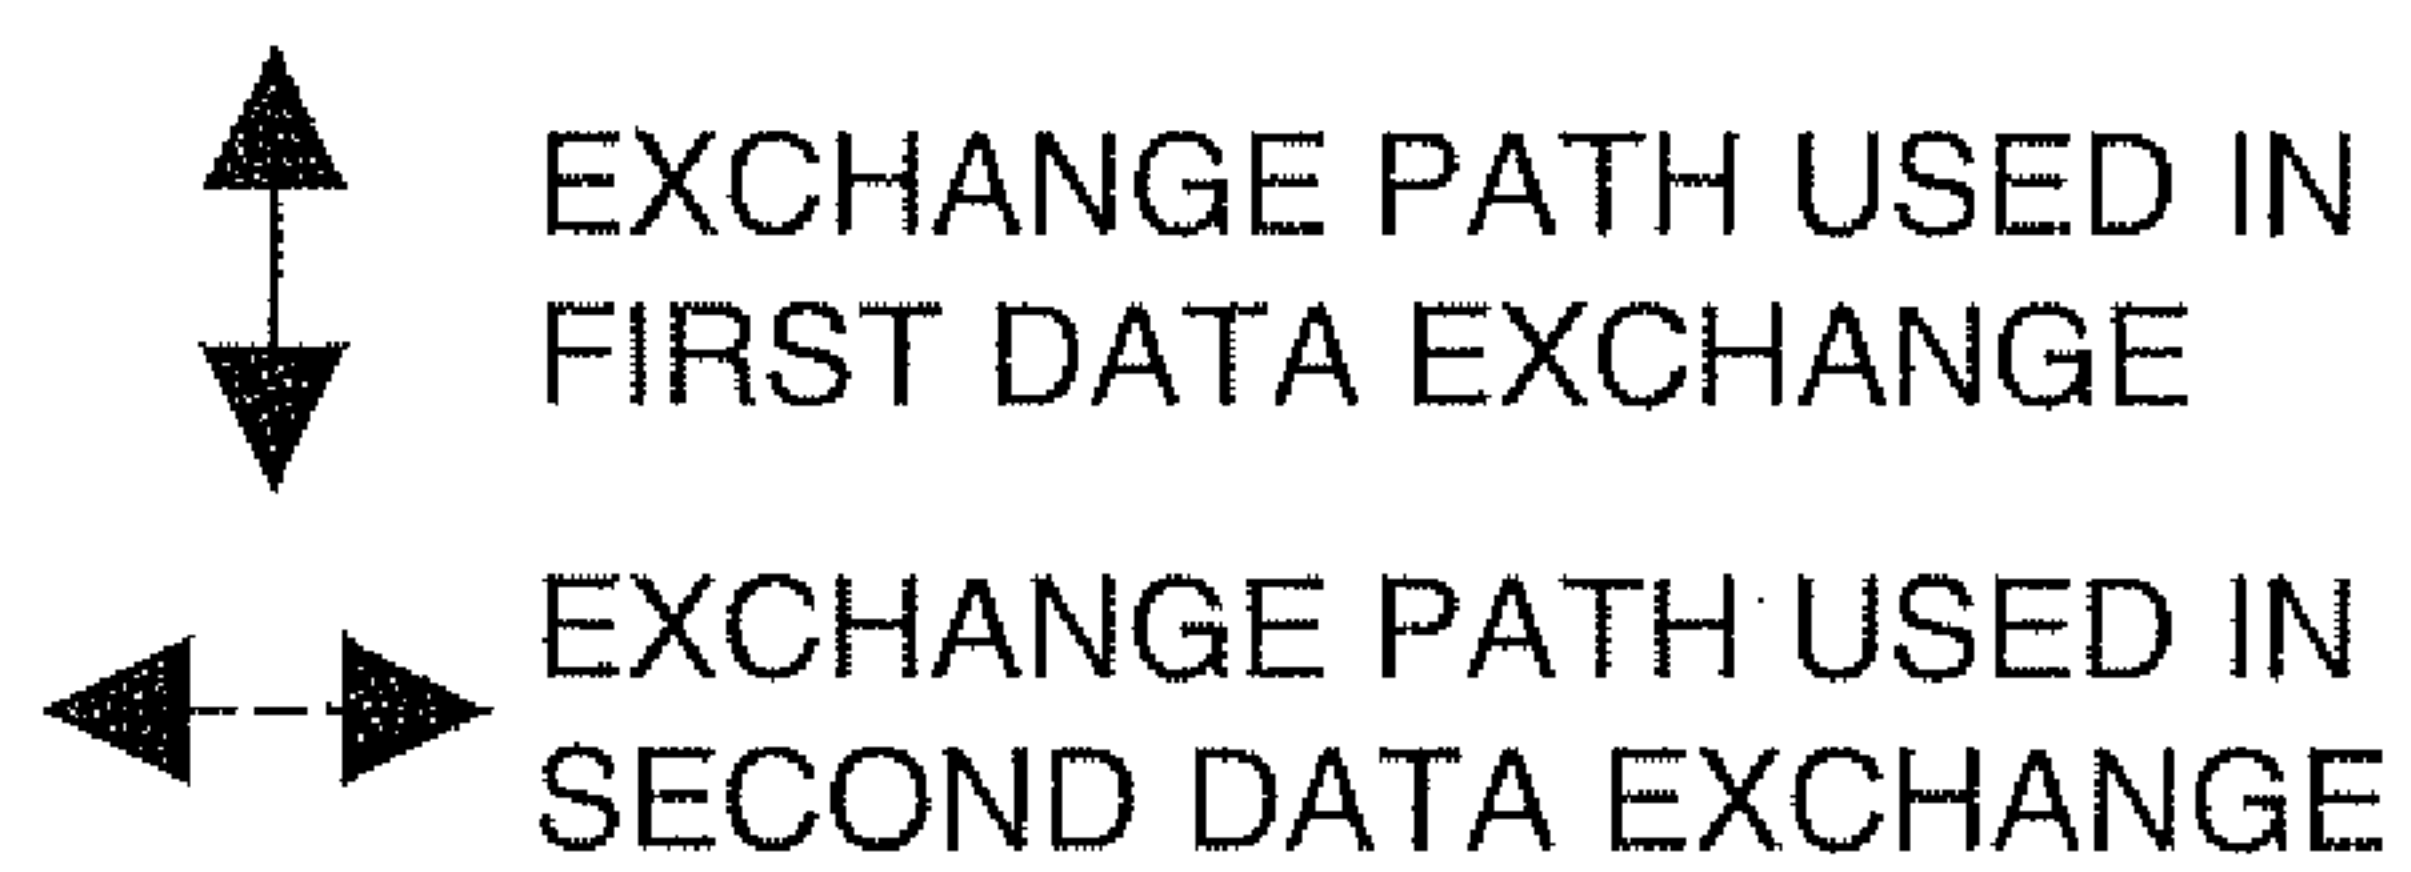 EXCHANGE PATH USED IN
FIRST DATA EXCHANGE
EXCHANGE PATH USED IN
SECOND DATA EXCHANGE